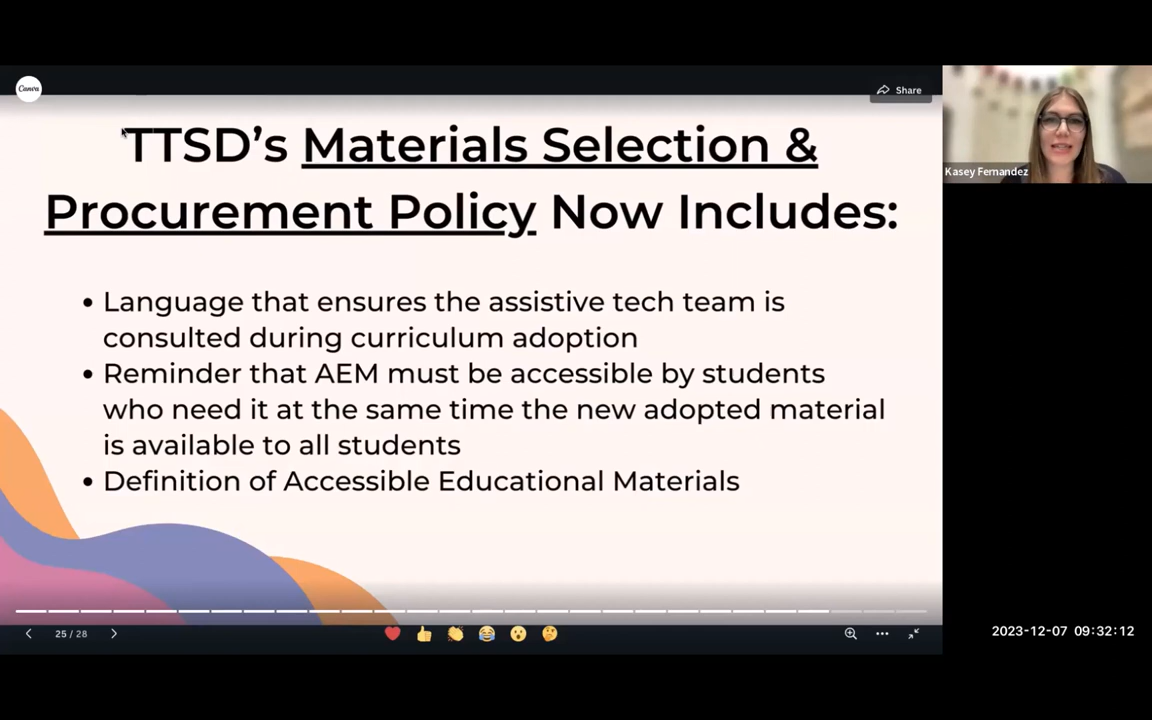 Canva
Share
TTSD’s Materials Selection &
Procurement Policy Now Includes:
Kasey Fernandez
• Language that ensures the assistive tech team is
consulted during curriculum adoption
• Reminder that AEM must be accessible by students
who need it at the same time the new adopted material
is available to all students
• Definition of Accessible Educational Materials
25 / 28
2023-12-07 09:32:12